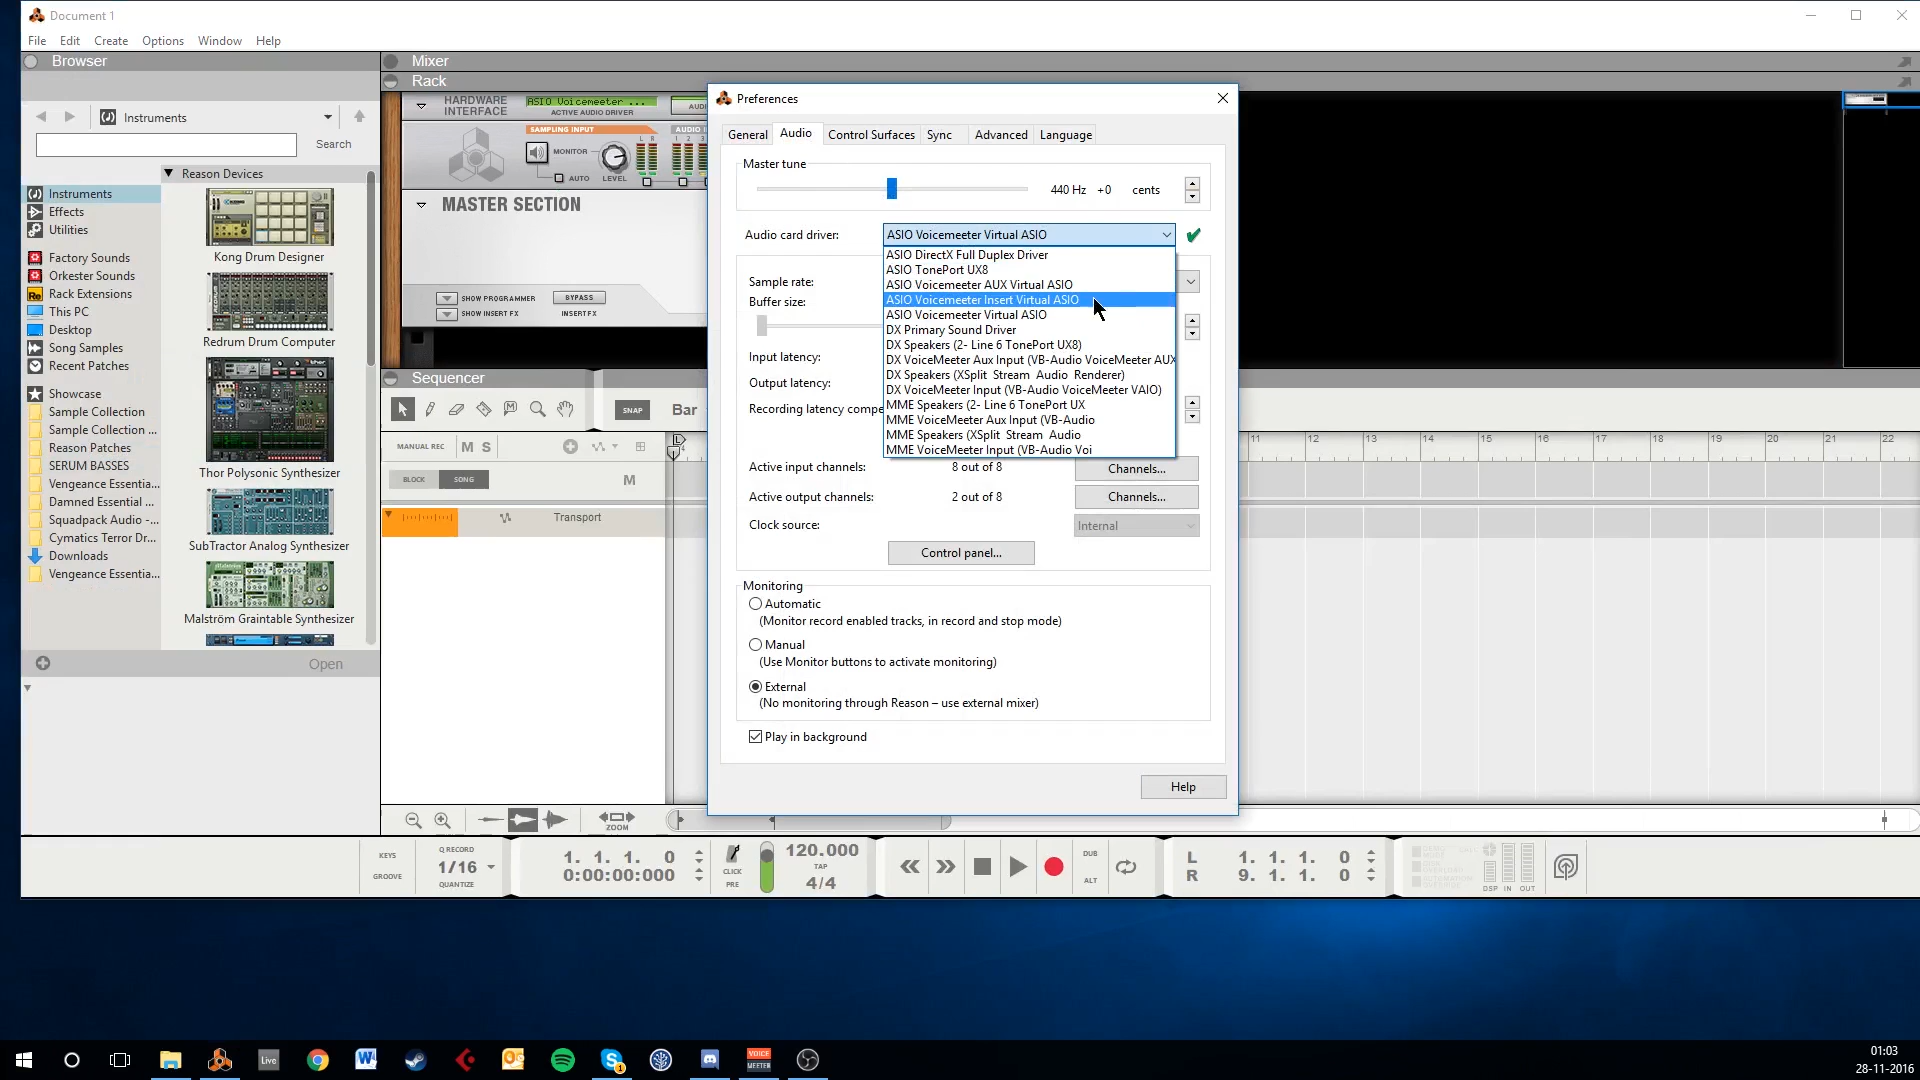 Document 1
File Edit Create Options Window Help
Browser
Mixer
Rack
Instruments
Search
Reason Devices
Instruments
Effects
Utilities
Factory Sounds
Orkester Sounds
Rack Extensions
This PC
Desktop
Song Samples
Recent Patches
Showcase
Sample Collection
Sample Collection ...
Reason Patches
SERUM BASSES
Vengeance Essentia...
Damned Essential ...
Squadpack Audio -...
Cymatics Terror Dr...
Downloads
Vengeance Essentia...
Kong Drum Designer
Redrum Drum Computer
Thor Polysonic Synthesizer
SubTractor Analog Synthesizer
Malström Graintable Synthesizer
Open
HARDWARE INTERFACE
ASIO Voicemeeter ...
ACTIVE AUDIO DRIVER
SAMPLING INPUT
MONITOR
AUTO
LEVEL
L R
AUDIO I
1 2 3
MASTER SECTION
SHOW PROGRAMMER
BYPASS
SHOW INSERT FX
INSERT FX
Sequencer
SNAP
Bar
MANUAL REC M S
BLOCK SONG M
Transport
L
11 12 13 14 15 16 17 18 19 20 21 22
Preferences
General Audio Control Surfaces Sync Advanced Language
Master tune
440 Hz +0 cents
Audio card driver: ASIO Voicemeeter Virtual ASIO
ASIO DirectX Full Duplex Driver
ASIO TonePort UX8
ASIO Voicemeeter AUX Virtual ASIO
ASIO Voicemeeter Insert Virtual ASIO
ASIO Voicemeeter Virtual ASIO
DX Primary Sound Driver
DX Speakers (2- Line 6 TonePort UX8)
DX VoiceMeeter Aux Input (VB-Audio VoiceMeeter AUX
DX Speakers (XSplit Stream Audio Renderer)
DX VoiceMeeter Input (VB-Audio VoiceMeeter VAIO)
MME Speakers (2- Line 6 TonePort UX
MME VoiceMeeter Aux Input (VB-Audio
MME Speakers (XSplit Stream Audio
MME VoiceMeeter Input (VB-Audio Voi
Sample rate:
Buffer size:
Input latency:
Output latency:
Recording latency compe
Active input channels: 8 out of 8 Channels...
Active output channels: 2 out of 8 Channels...
Clock source: Internal
Control panel...
Monitoring
Automatic
(Monitor record enabled tracks, in record and stop mode)
Manual
(Use Monitor buttons to activate monitoring)
External
(No monitoring through Reason – use external mixer)
Play in background
Help
ZOOM
KEYS
GROOVE
Q RECORD
1/16
QUANTIZE
1. 1. 1. 0
0:00:00:000
CLICK
PRE
120.000
TAP
4/4
DUB
ALT
L 1. 1. 1. 0
R 9. 1. 1. 0
DSP IN OUT
Live
VOICE
MEETER
01:03
28-11-2016